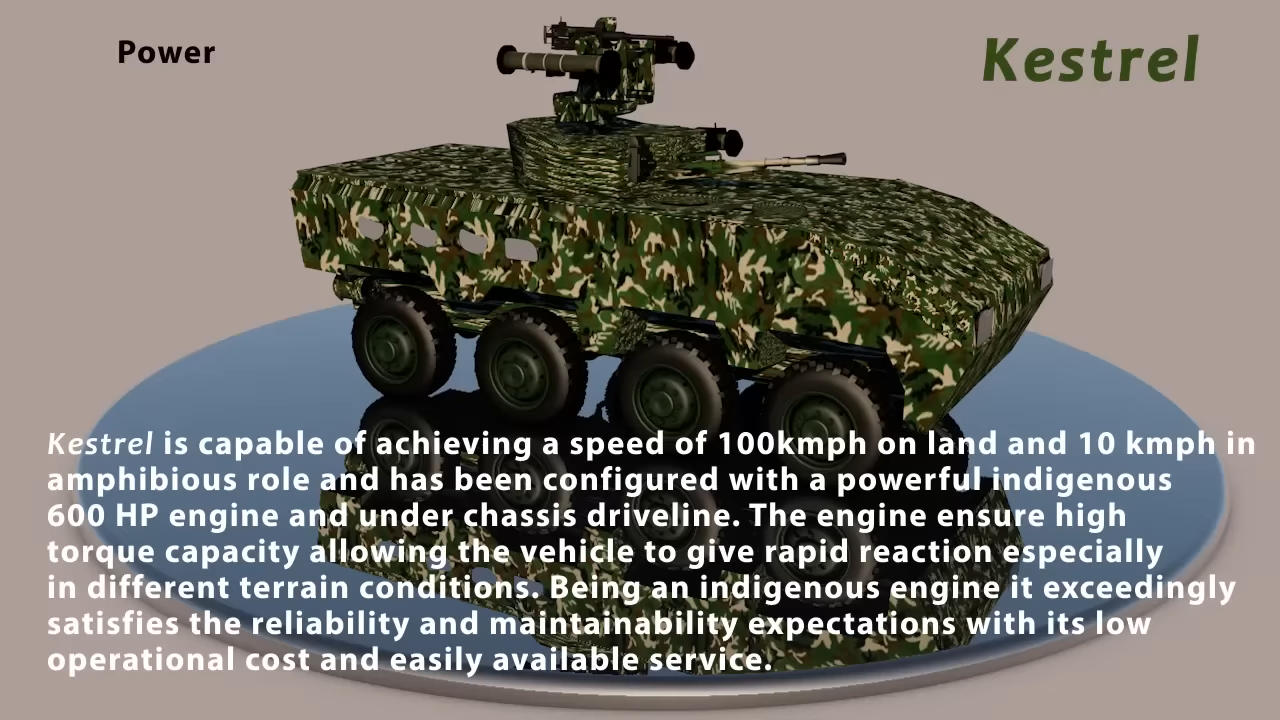 Power
Kestrel
Kestrel is capable of achieving a speed of 100kmph on land and 10 kmph in
amphibious role and has been configured with a powerful indigenous
600 HP engine and under chassis driveline. The engine ensure high
torque capacity allowing the vehicle to give rapid reaction especially
in different terrain conditions. Being an indigenous engine it exceedingly
satisfies the reliability and maintainability expectations with its low
operational cost and easily available service.